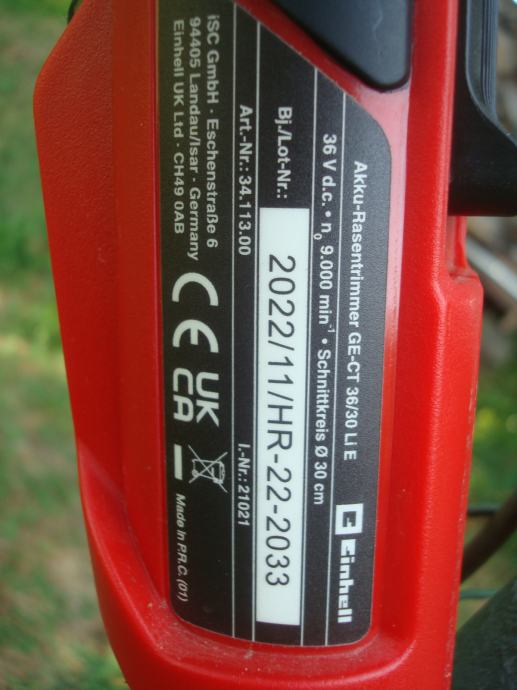 Akku-Rasentrimmer GE-CT 36/30 Li E
Einhell
36 V d.c. • n₀ 9.000 min⁻¹ • Schnittkreis Ø 30 cm
Bj./Lot-Nr.: 2022/11/HR-22-2033
Art.-Nr.: 34.113.00 I.-Nr.: 21021
iSC GmbH · Eschenstraße 6
94405 Landau/Isar · Germany
Einhell UK Ltd · CH49 0AB
CE
UK
CA
Made in P.R.C. (01)